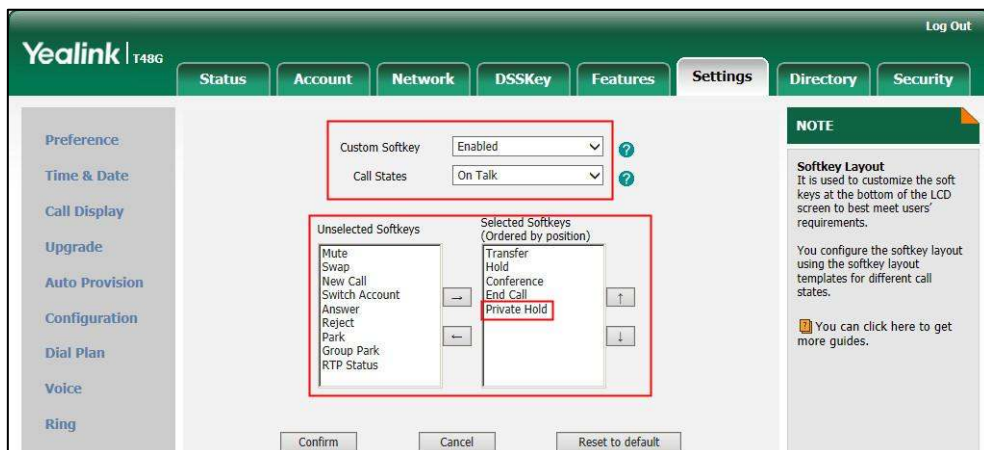 Log Out
Yealink | T48G
Status Account Network DSSKey Features Settings Directory Security
Preference
Time & Date
Call Display
Upgrade
Auto Provision
Configuration
Dial Plan
Voice
Ring
Custom Softkey Enabled ?
Call States On Talk ?
Unselected Softkeys
Mute
Swap
New Call
Switch Account
Answer
Reject
Park
Group Park
RTP Status
→
←
Selected Softkeys
(Ordered by position)
Transfer
Hold
Conference
End Call
Private Hold
↑
↓
Confirm Cancel Reset to default
NOTE
Softkey Layout
It is used to customize the soft
keys at the bottom of the LCD
screen to best meet users'
requirements.
You configure the softkey layout
using the softkey layout
templates for different call
states.
? You can click here to get
more guides.